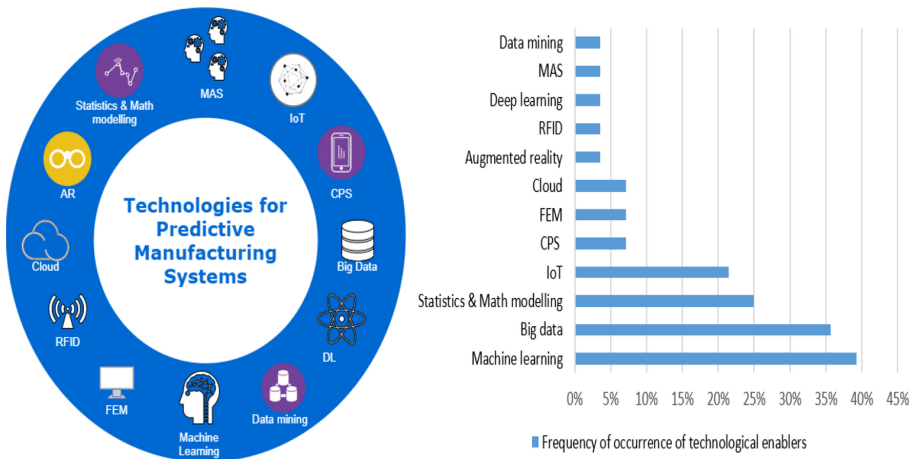 MAS
IoT
CPS
Big Data
DL
Data mining
Machine
Learning
FEM
RFID
Cloud
AR
Statistics & Math
modelling
Technologies for
Predictive
Manufacturing
Systems
Data mining
MAS
Deep learning
RFID
Augmented reality
Cloud
FEM
CPS
IoT
Statistics & Math modelling
Big data
Machine learning
0% 5% 10% 15% 20% 25% 30% 35% 40% 45%
Frequency of occurrence of technological enablers